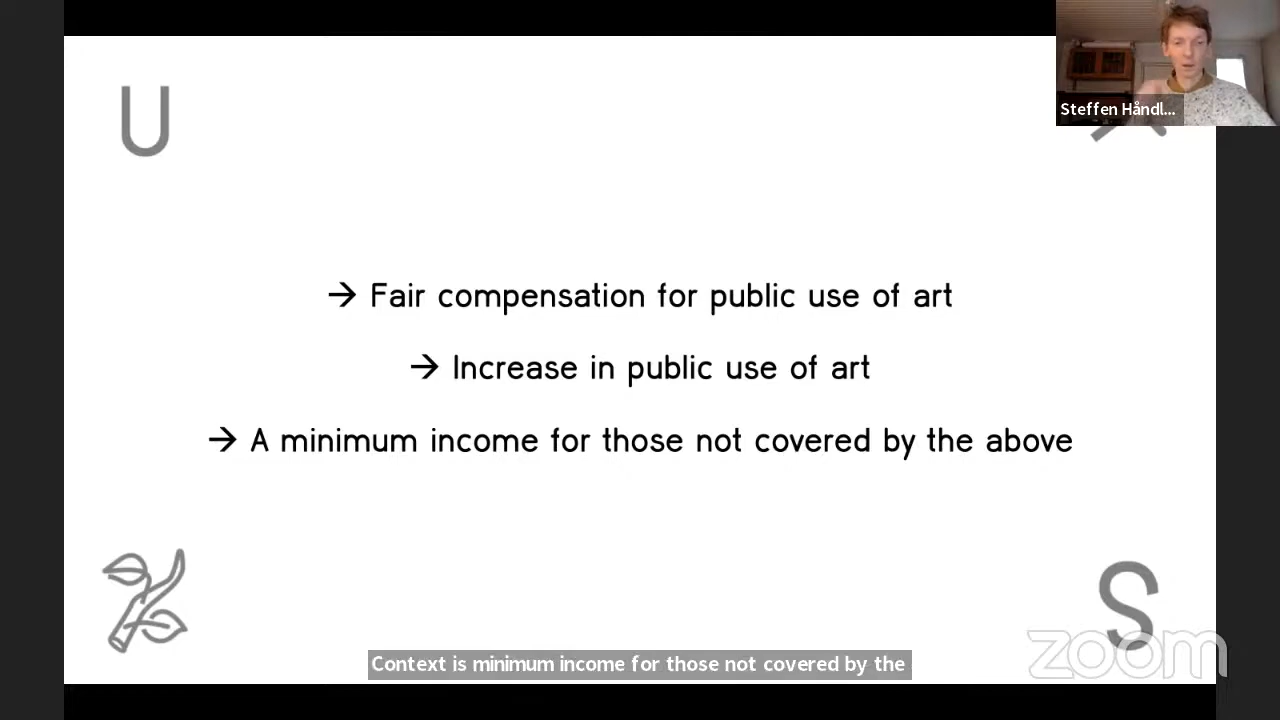 U
Steffen Håndl...
→ Fair compensation for public use of art
→ Increase in public use of art
→ A minimum income for those not covered by the above
S
zoom
Context is minimum income for those not covered by the